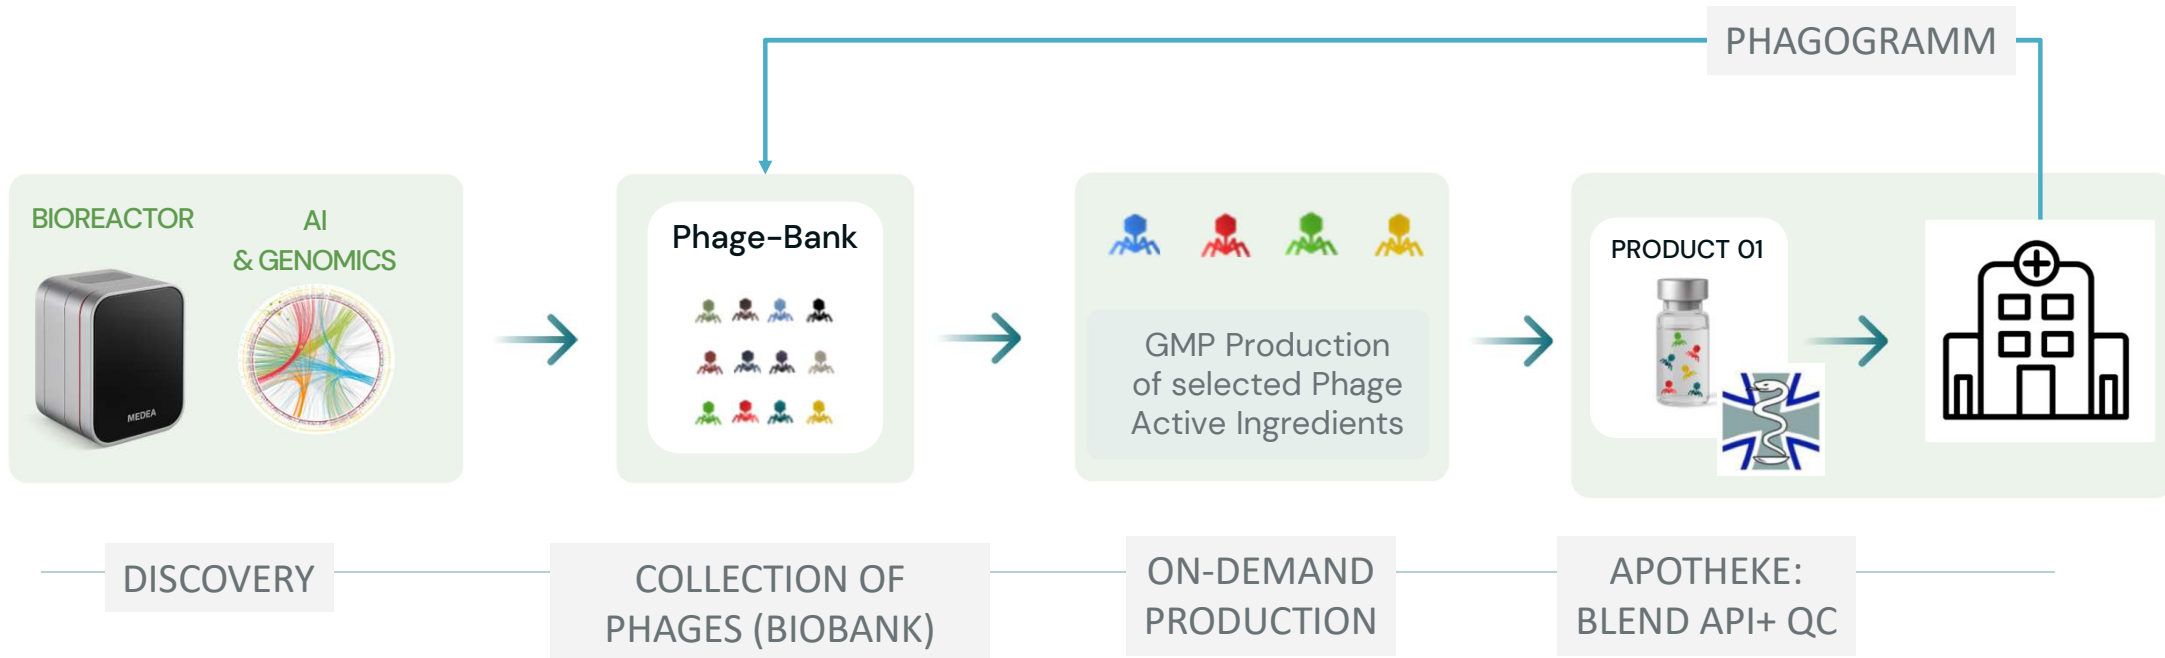 PHAGOGRAMM
BIOREACTOR
AI
& GENOMICS
MEDEA
Phage-Bank
GMP Production
of selected Phage
Active Ingredients
PRODUCT 01
DISCOVERY
COLLECTION OF
PHAGES (BIOBANK)
ON-DEMAND
PRODUCTION
APOTHEKE:
BLEND API+ QC